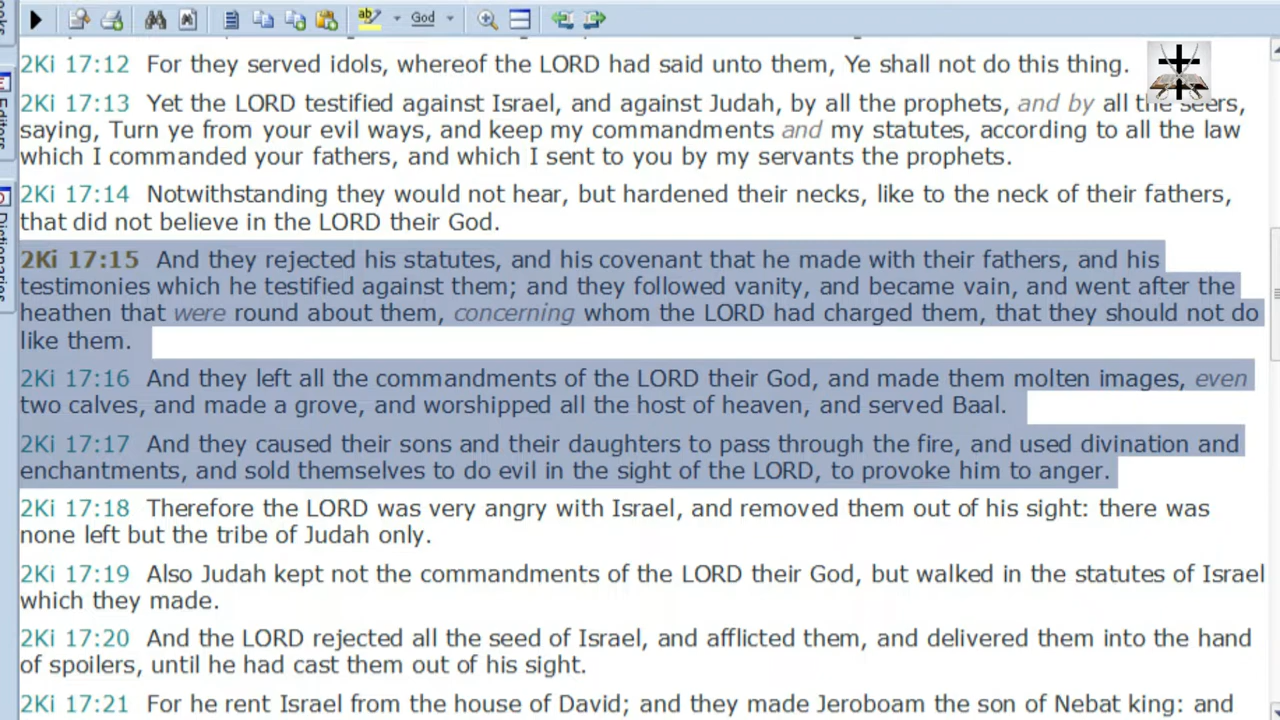 God
2Ki 17:12 For they served idols, whereof the LORD had said unto them, Ye shall not do this thing.
2Ki 17:13 Yet the LORD testified against Israel, and against Judah, by all the prophets, and by all the seers,
saying, Turn ye from your evil ways, and keep my commandments and my statutes, according to all the law
which I commanded your fathers, and which I sent to you by my servants the prophets.
2Ki 17:14 Notwithstanding they would not hear, but hardened their necks, like to the neck of their fathers,
that did not believe in the LORD their God.
2Ki 17:15 And they rejected his statutes, and his covenant that he made with their fathers, and his
testimonies which he testified against them; and they followed vanity, and became vain, and went after the
heathen that were round about them, concerning whom the LORD had charged them, that they should not do
like them.
2Ki 17:16 And they left all the commandments of the LORD their God, and made them molten images, even
two calves, and made a grove, and worshipped all the host of heaven, and served Baal.
2Ki 17:17 And they caused their sons and their daughters to pass through the fire, and used divination and
enchantments, and sold themselves to do evil in the sight of the LORD, to provoke him to anger.
2Ki 17:18 Therefore the LORD was very angry with Israel, and removed them out of his sight: there was
none left but the tribe of Judah only.
2Ki 17:19 Also Judah kept not the commandments of the LORD their God, but walked in the statutes of Israel
which they made.
2Ki 17:20 And the LORD rejected all the seed of Israel, and afflicted them, and delivered them into the hand
of spoilers, until he had cast them out of his sight.
2Ki 17:21 For he rent Israel from the house of David; and they made Jeroboam the son of Nebat king: and
Editors
Dictionaries